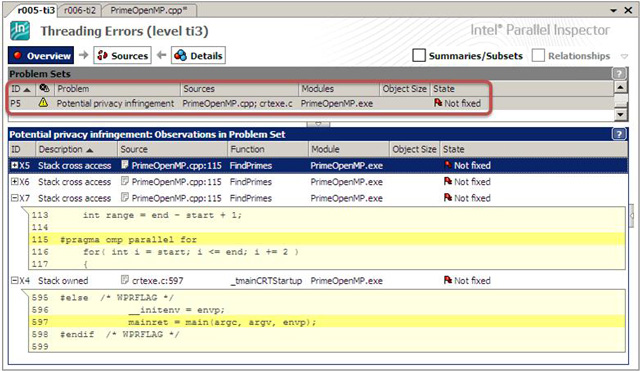 r005-ti3 r006-ti2 PrimeOpenMP.cpp*
Threading Errors (level ti3) Intel® Parallel Inspector
Overview Sources Details Summaries/Subsets Relationships
Problem Sets ?
ID Problem Sources Modules Object Size State
P5 Potential privacy infringement PrimeOpenMP.cpp; crtexe.c PrimeOpenMP.exe Not fixed
Potential privacy infringement: Observations in Problem Set ?
ID Description Source Function Module Object Size State
X5 Stack cross access PrimeOpenMP.cpp:115 FindPrimes PrimeOpenMP.exe Not fixed
X6 Stack cross access PrimeOpenMP.cpp:115 FindPrimes PrimeOpenMP.exe Not fixed
X7 Stack cross access PrimeOpenMP.cpp:115 FindPrimes PrimeOpenMP.exe Not fixed
113 int range = end - start + 1;
114
115 #pragma omp parallel for
116 for( int i = start; i <= end; i += 2 )
117 {
X4 Stack owned crtexe.c:597 _tmainCRTStartup PrimeOpenMP.exe Not fixed
595 #else /* WPRFLAG */
596 __initenv = envp;
597 mainret = main(argc, argv, envp);
598 #endif /* WPRFLAG */
599